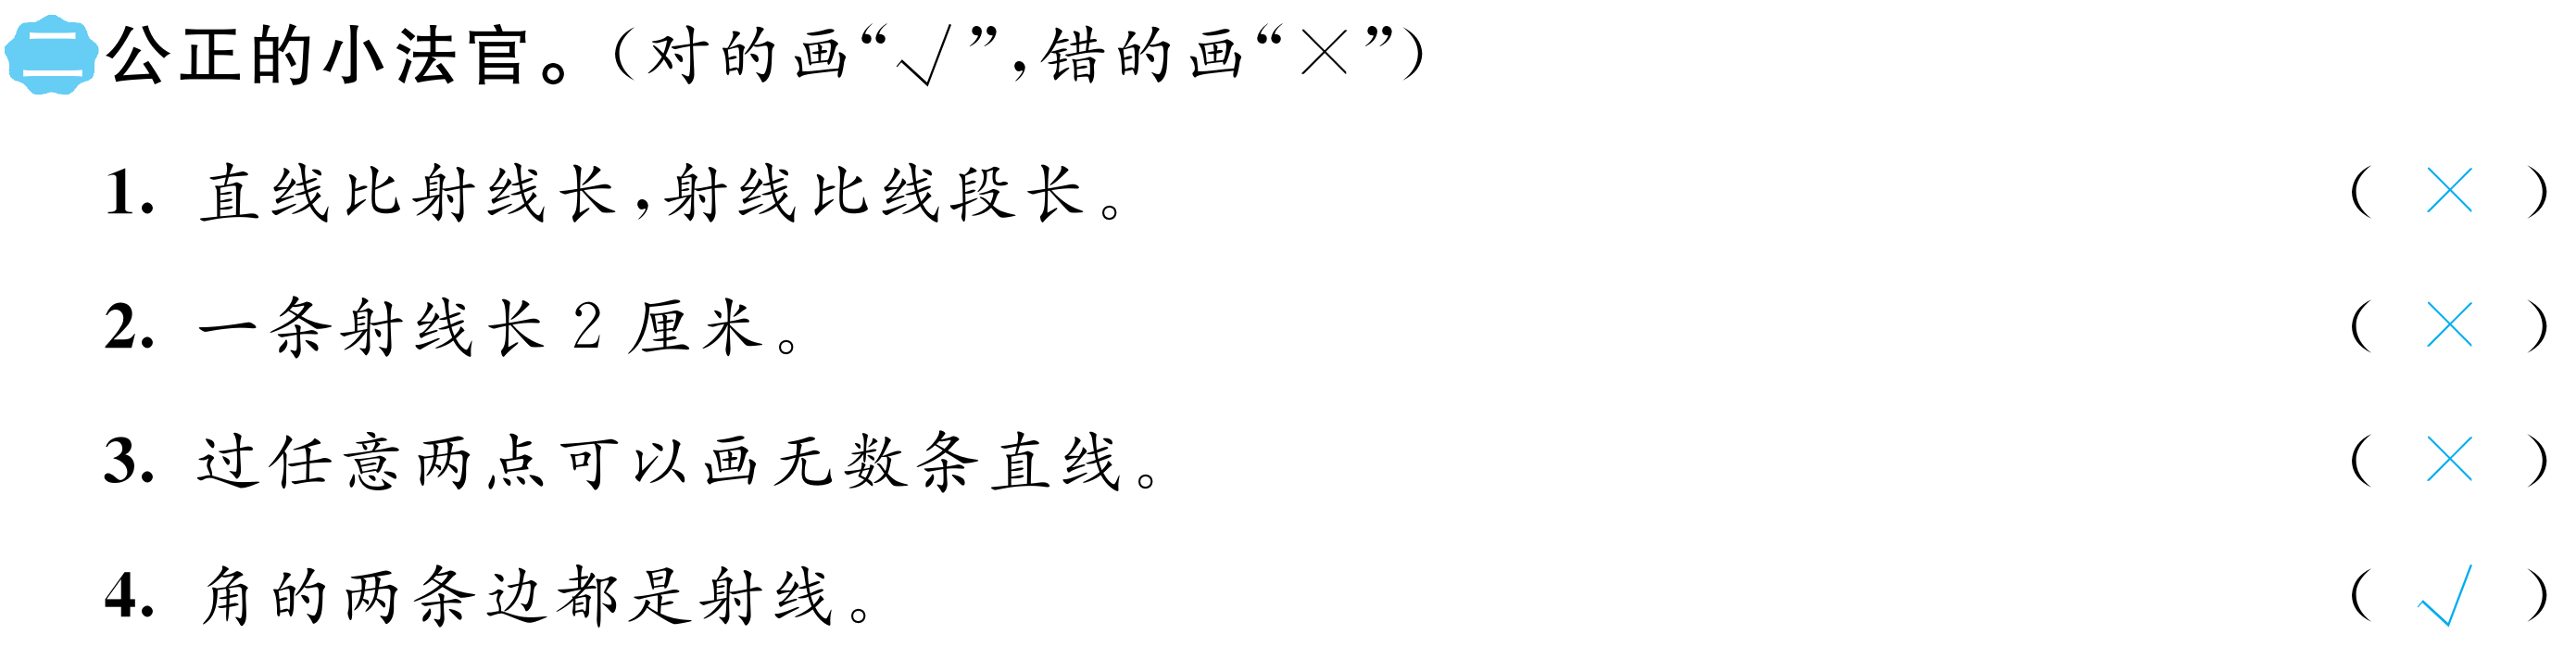 二 公正的小法官。(对的画“√”,错的画“×”)
1. 直线比射线长,射线比线段长。 ( × )
2. 一条射线长 2 厘米。 ( × )
3. 过任意两点可以画无数条直线。 ( × )
4. 角的两条边都是射线。 ( √ )